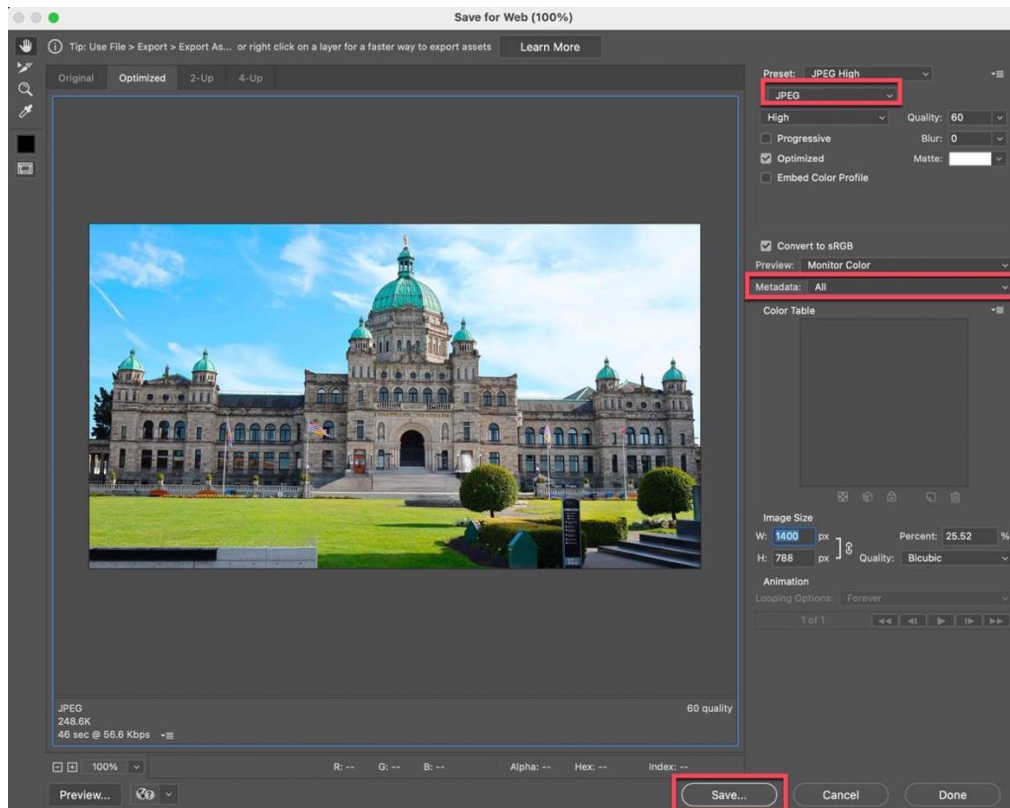 Save for Web (100%)
Tip: Use File > Export > Export As... or right click on a layer for a faster way to export assets Learn More
Original Optimized 2-Up 4-Up
Preset: JPEG High
JPEG
High Quality: 60
Progressive Blur: 0
Optimized Matte:
Embed Color Profile
Convert to sRGB
Preview: Monitor Color
Metadata: All
Color Table
Image Size
W: 1400 px Percent: 25.52 %
H: 788 px Quality: Bicubic
Animation
Looping Options: Forever
1 of 1
JPEG 60 quality
248.6K
46 sec @ 56.6 Kbps
100% R: -- G: -- B: -- Alpha: -- Hex: -- Index: --
Preview... Save... Cancel Done